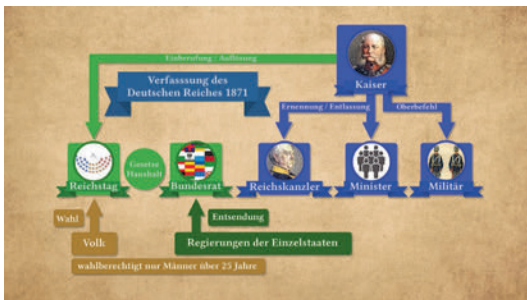 Einberufung / Auflösung
Verfasssung des
Deutschen Reiches 1871
Kaiser
Ernennung / Entlassung
Oberbefehl
Gesetze
Haushalt
Reichstag
Bundesrat
Reichskanzler
Minister
Militär
Wahl
Entsendung
Volk
Regierungen der Einzelstaaten
wahlberechtigt nur Männer über 25 Jahre